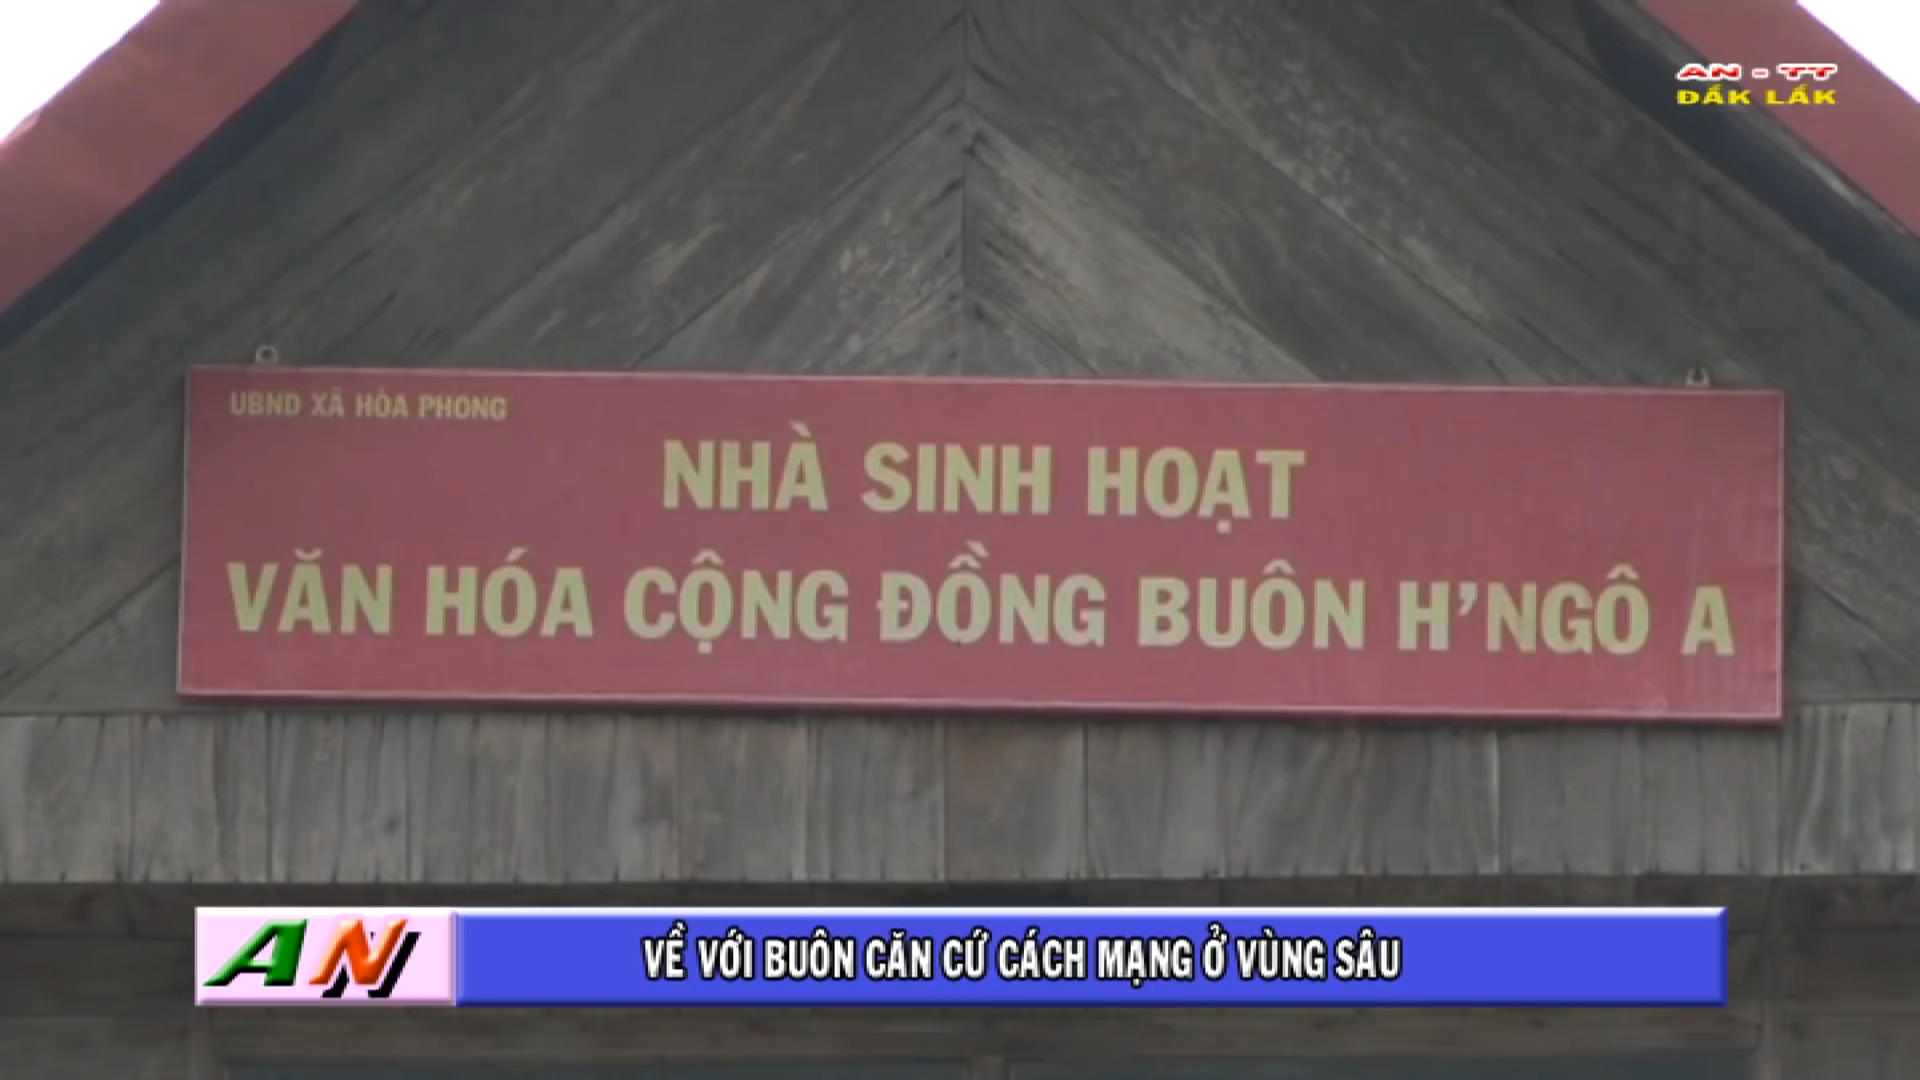 AN - TT
ĐẮK LẮK
UBND XÃ HÒA PHONG
NHÀ SINH HOẠT
VĂN HÓA CỘNG ĐỒNG BUÔN H'NGÔ A
AN
VỀ VỚI BUÔN CĂN CỨ CÁCH MẠNG Ở VÙNG SÂU